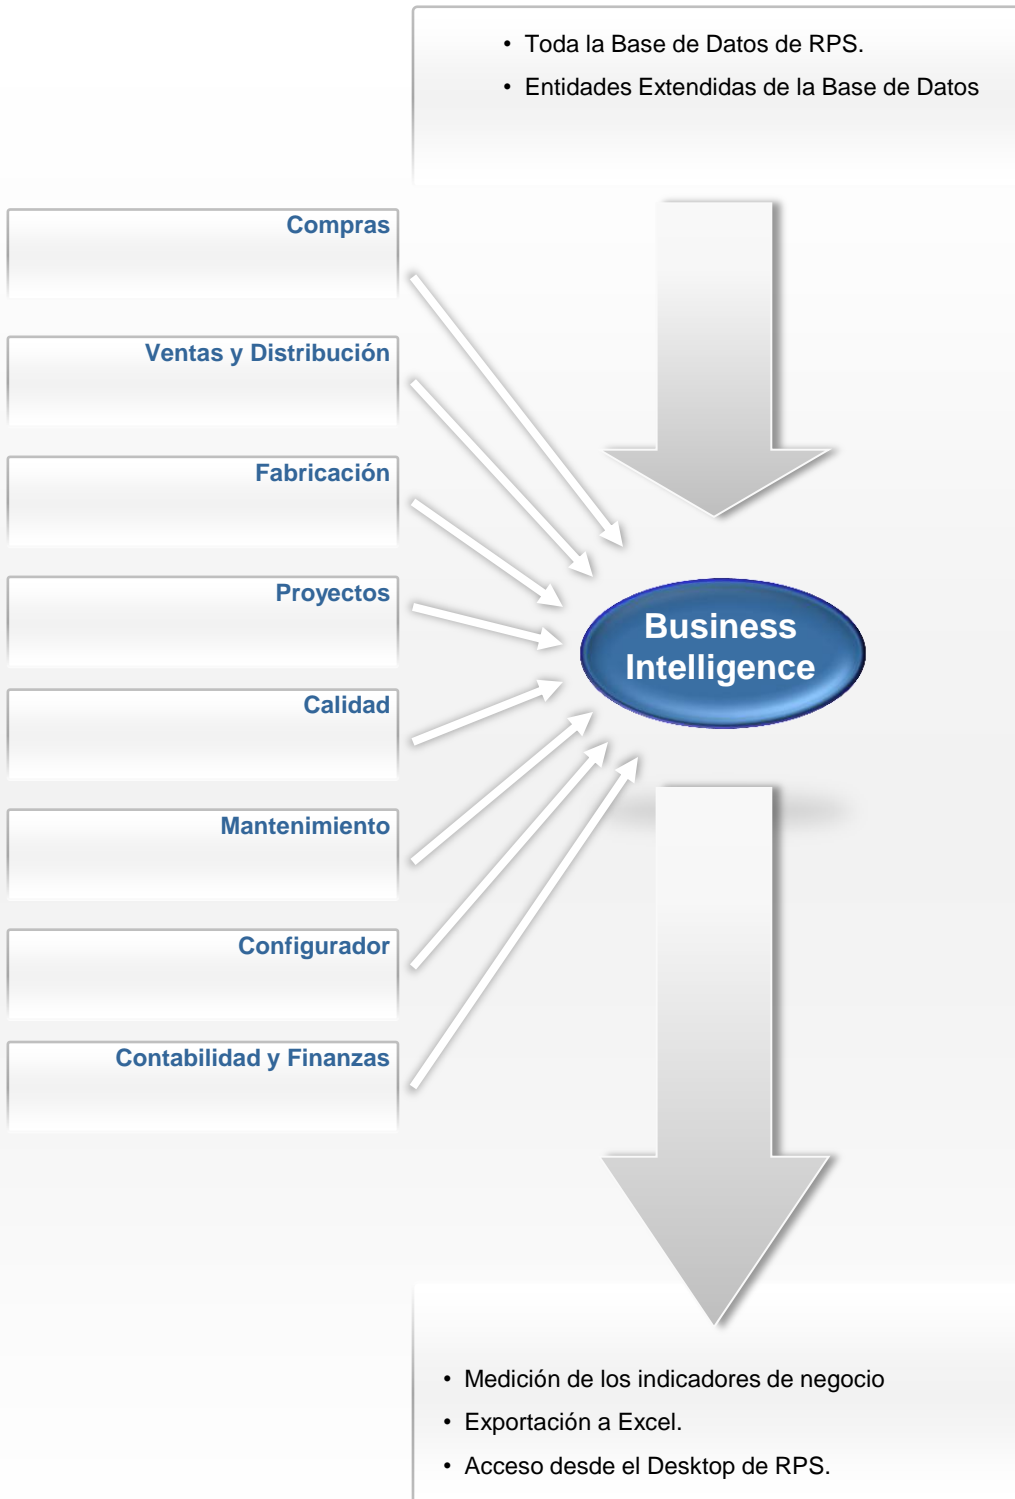 • Toda la Base de Datos de RPS.
• Entidades Extendidas de la Base de Datos
Compras
Ventas y Distribución
Fabricación
Proyectos
Calidad
Mantenimiento
Configurador
Contabilidad y Finanzas
Business
Intelligence
• Medición de los indicadores de negocio
• Exportación a Excel.
• Acceso desde el Desktop de RPS.